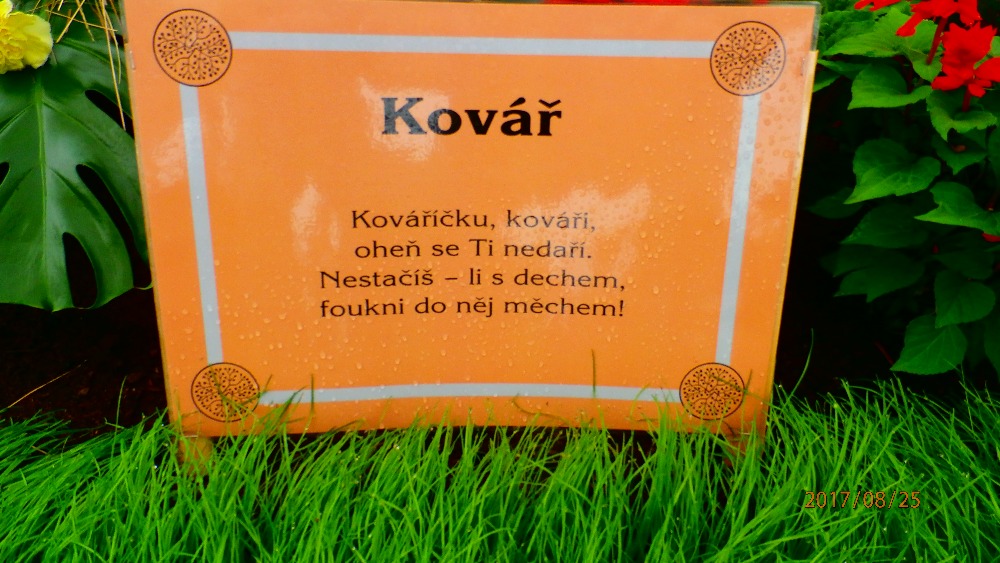 Kovář
Kováříčku, kováři,
oheň se Ti nedaří.
Nestačíš – li s dechem,
foukni do něj měchem!
2017/08/25